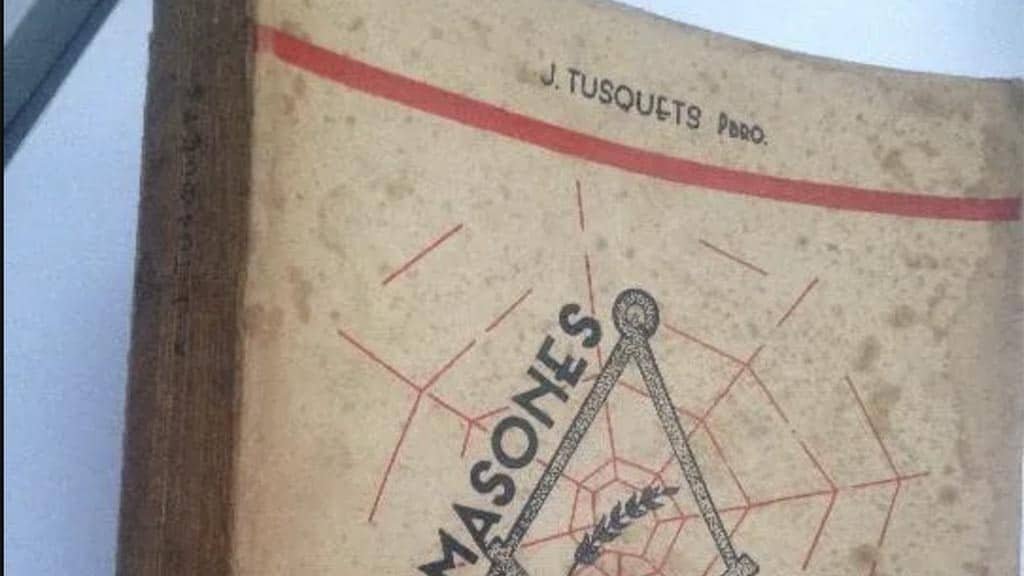 J. TUSQUETS PBRO.
MASONES